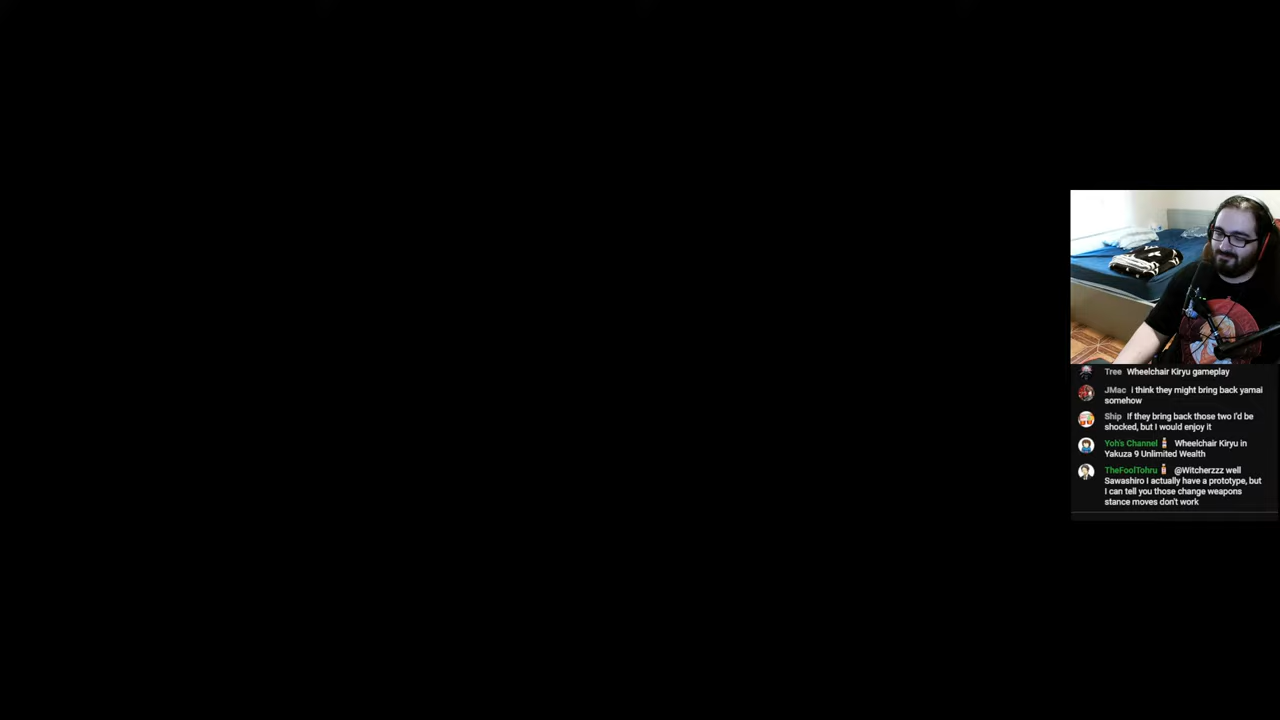 Tree Wheelchair Kiryu gameplay
JMac i think they might bring back yamai
somehow
Ship If they bring back those two I'd be
shocked, but I would enjoy it
Yoh's Channel Wheelchair Kiryu in
Yakuza 9 Unlimited Wealth
TheFoolTohru @Witcherzzz well
Sawashiro I actually have a prototype, but
I can tell you those change weapons
stance moves don't work